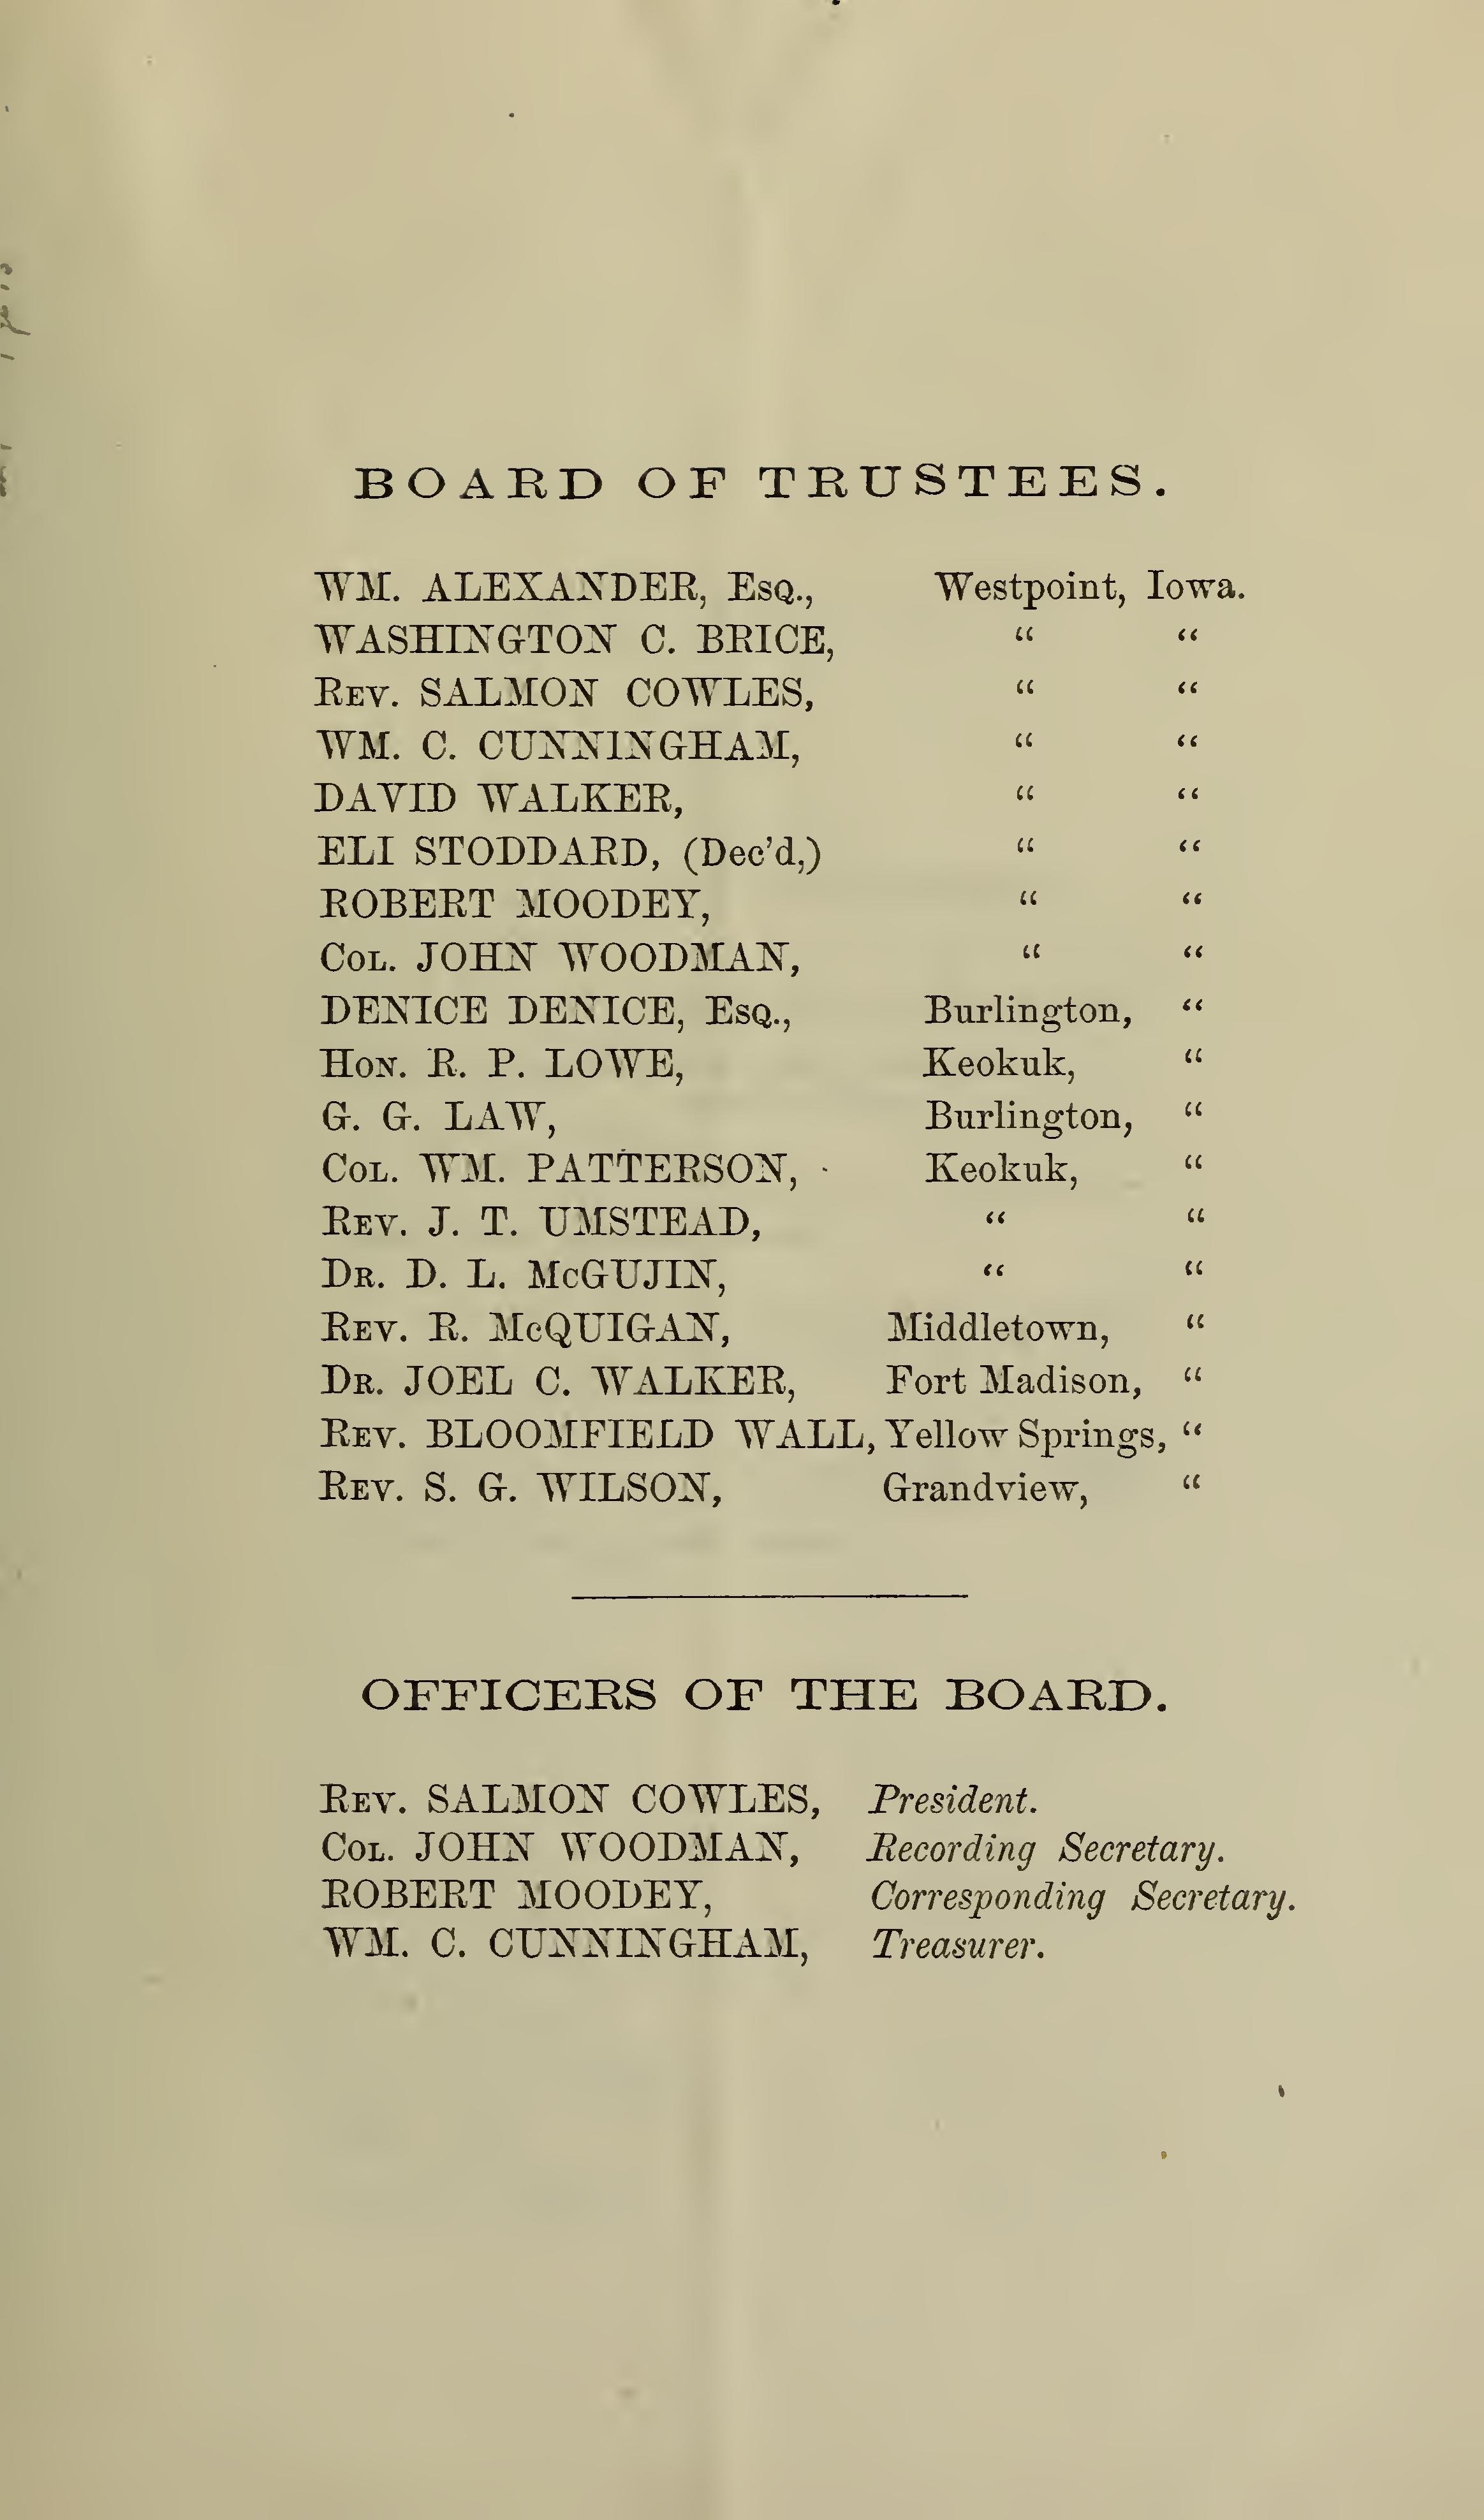 BOARD OF TRUSTEES.
WM. ALEXANDER, Esq., Westpoint, Iowa.
WASHINGTON C. BRICE, “ “
Rev. SALMON COWLES, “ “
WM. C. CUNNINGHAM, “ “
DAVID WALKER, “ “
ELI STODDARD, (Dec’d,) “ “
ROBERT MOODEY, “ “
Col. JOHN WOODMAN, “ “
DENICE DENICE, Esq., Burlington, “
Hon. R. P. LOWE, Keokuk, “
G. G. LAW, Burlington, “
Col. WM. PATTERSON, Keokuk, “
Rev. J. T. UMSTEAD, “ “
Dr. D. L. McGUJIN, “ “
Rev. R. McQUIGAN, Middletown, “
Dr. JOEL C. WALKER, Fort Madison, “
Rev. BLOOMFIELD WALL, Yellow Springs, “
Rev. S. G. WILSON, Grandview, “
OFFICERS OF THE BOARD.
Rev. SALMON COWLES, President.
Col. JOHN WOODMAN, Recording Secretary.
ROBERT MOODEY, Corresponding Secretary.
WM. C. CUNNINGHAM, Treasurer.